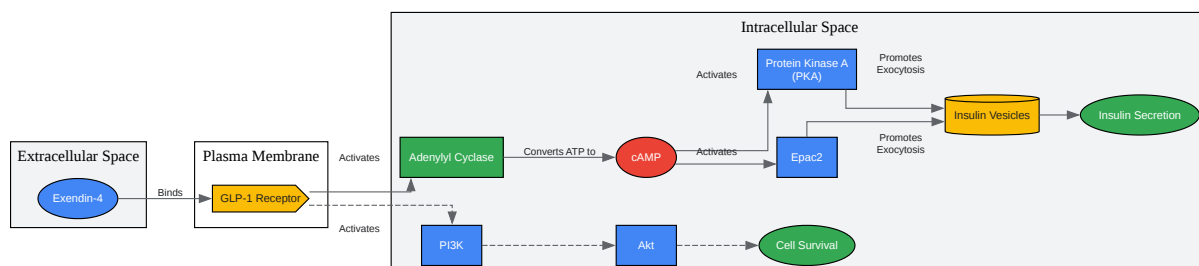 Intracellular Space
Protein Kinase A
(PKA)
Promotes
Exocytosis
Activates
Insulin Vesicles
Insulin Secretion
Extracellular Space
Plasma Membrane
Activates
Adenylyl Cyclase
Converts ATP to
cAMP
Activates
Epac2
Promotes
Exocytosis
Exendin-4
Binds
GLP-1 Receptor
Activates
PI3K
Akt
Cell Survival